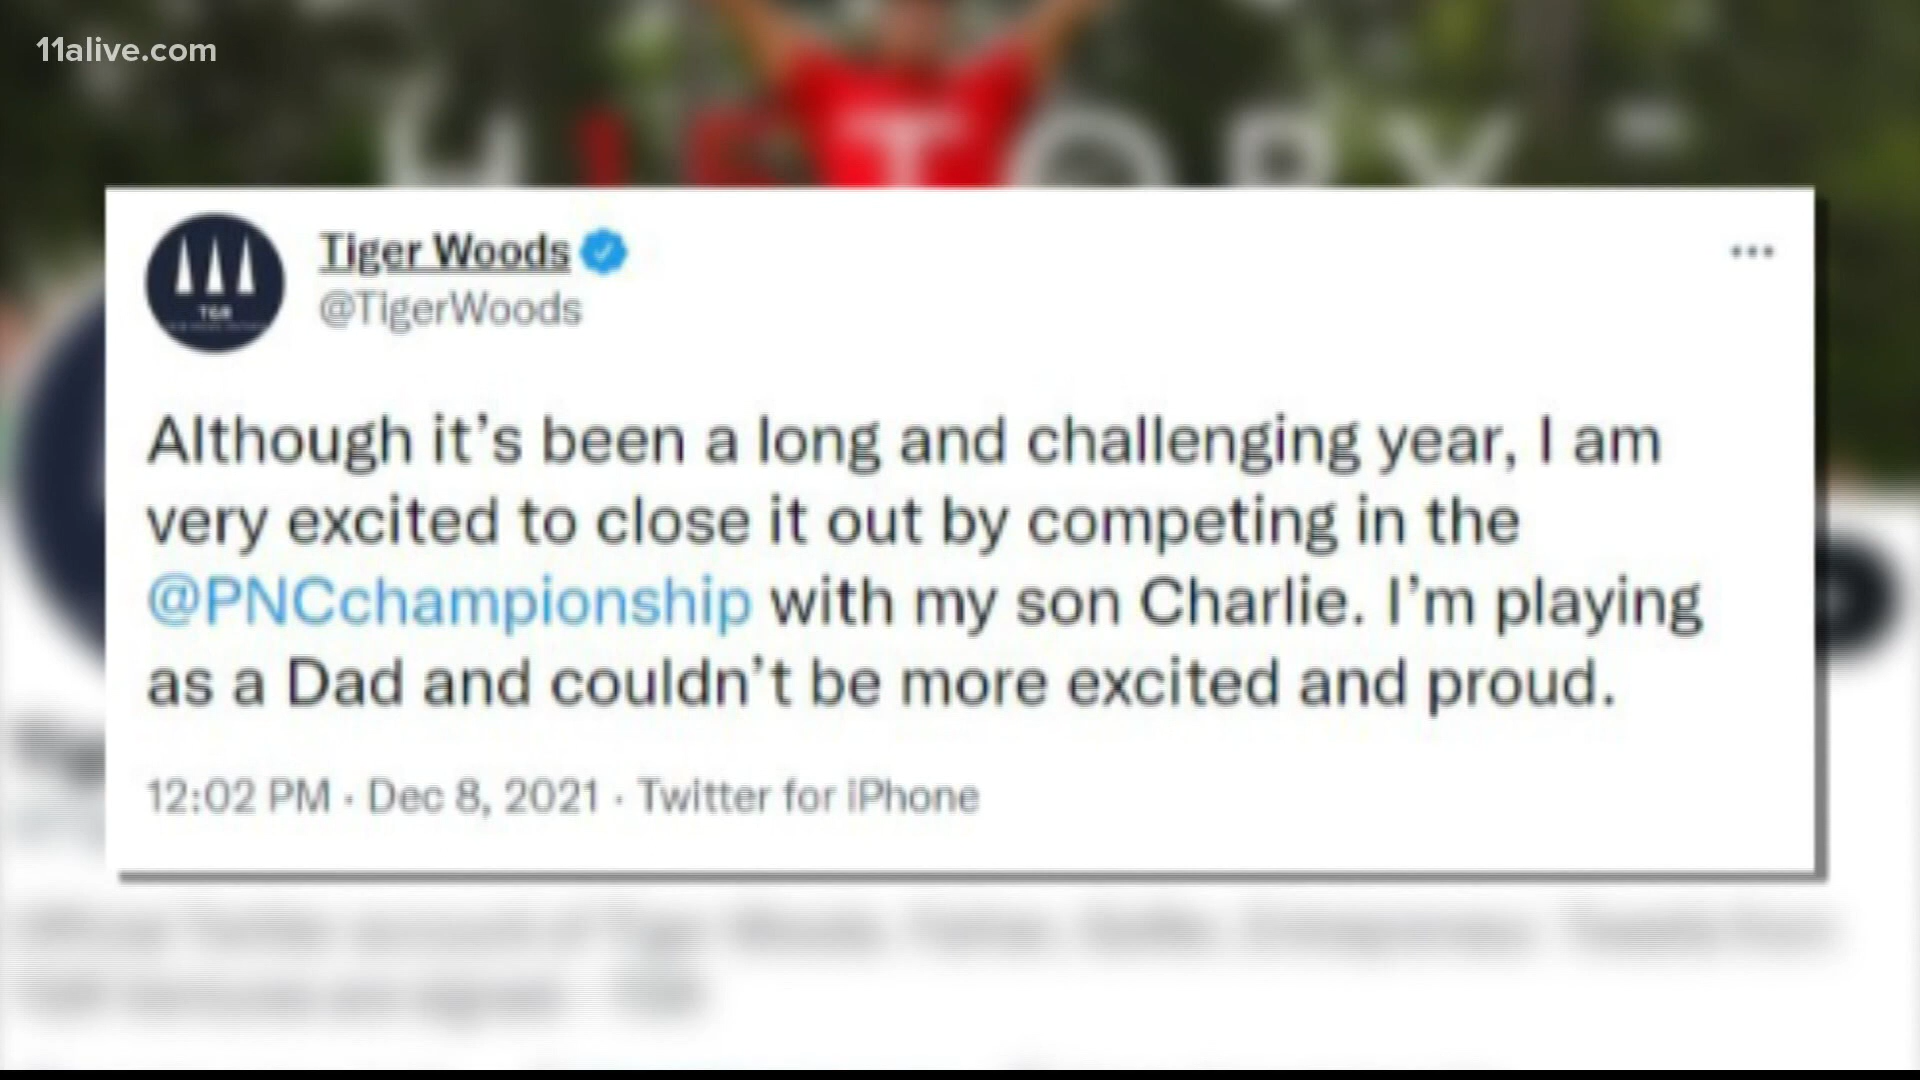 11alive.com
HISTORY
Tiger Woods
@TigerWoods
TGR
Although it's been a long and challenging year, I am
very excited to close it out by competing in the
@PNCchampionship with my son Charlie. I'm playing
as a Dad and couldn't be more excited and proud.
12:02 PM · Dec 8, 2021 · Twitter for iPhone